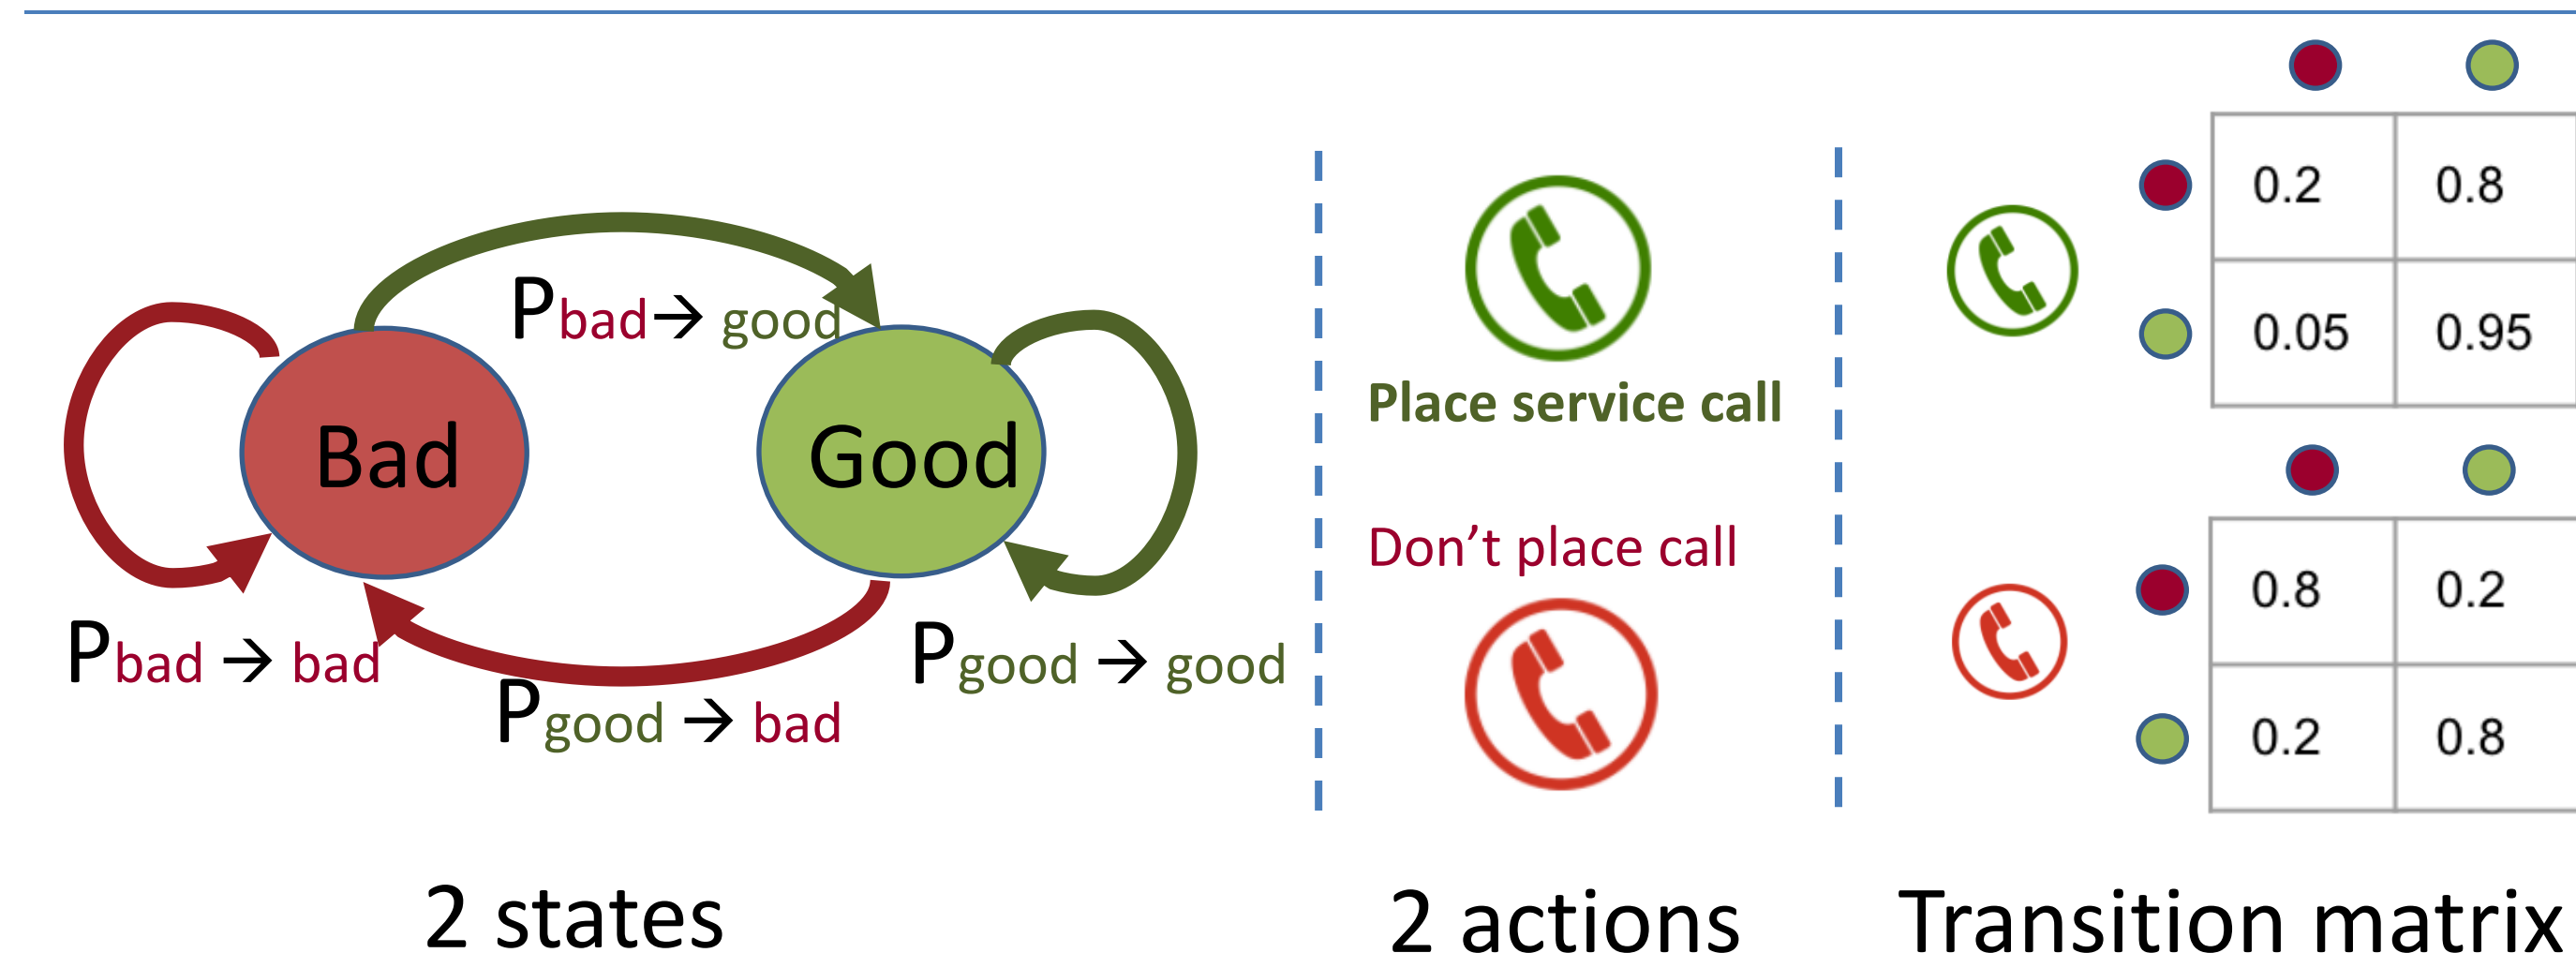 Pbad→ good
Bad
Good
Pbad → bad
Pgood → bad
Pgood → good
2 states
Place service call
Don’t place call
2 actions
0.2 0.8
0.05 0.95
0.8 0.2
0.2 0.8
Transition matrix